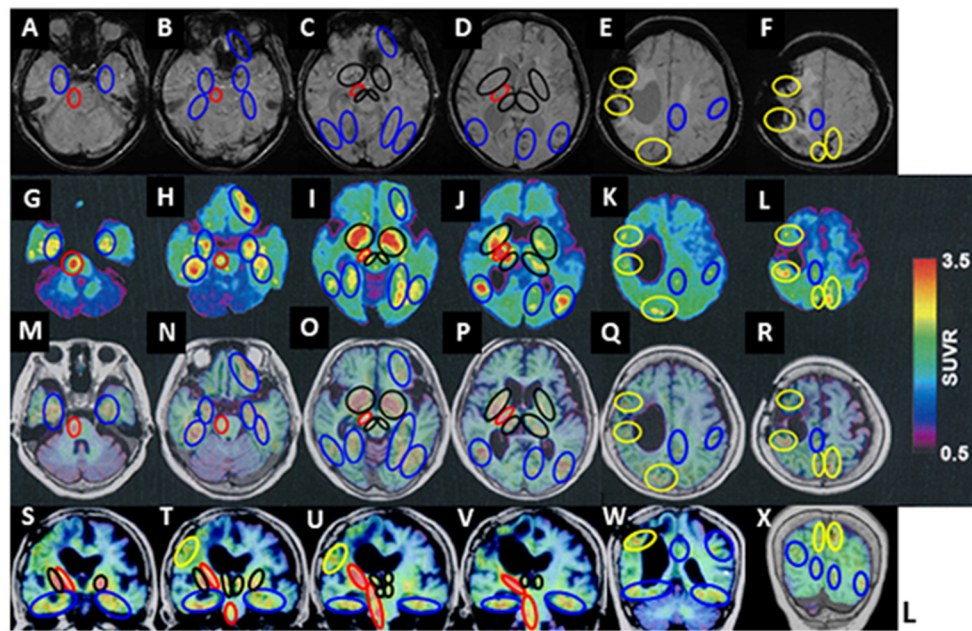 A B C D E F
G H I J K L
3.5
SUVR
0.5
M N O P Q R
S T U V W X
L